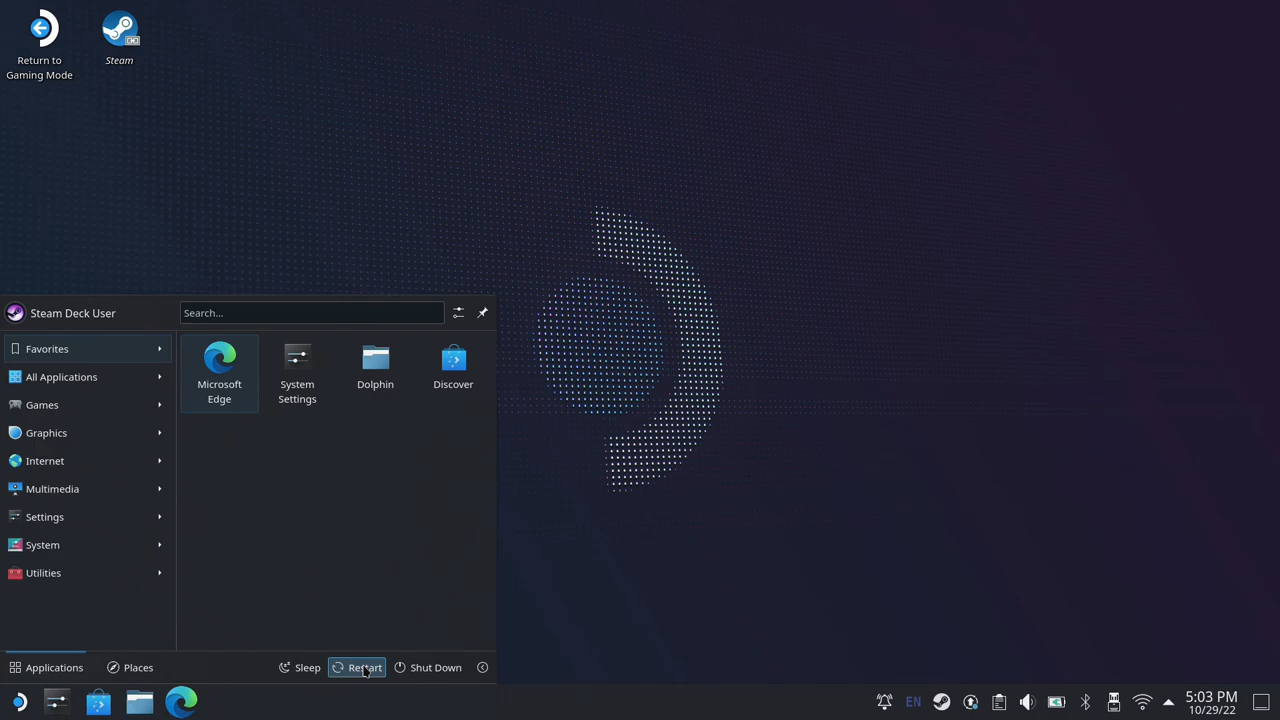 Return to
Gaming Mode
Steam
Steam Deck User
Search...
Favorites
All Applications
Games
Graphics
Internet
Multimedia
Settings
System
Utilities
Microsoft
Edge
System
Settings
Dolphin
Discover
Applications
Places
Sleep
Restart
Shut Down
EN
5:03 PM
10/29/22